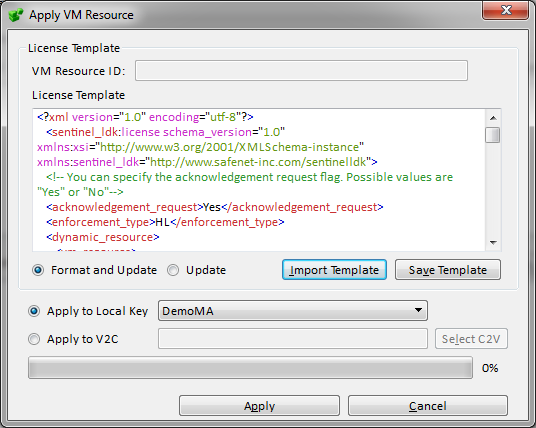 Apply VM Resource
License Template
VM Resource ID:
License Template
<?xml version="1.0" encoding="utf-8"?>
<sentinel_ldk:license schema_version="1.0"
xmlns:xsi="http://www.w3.org/2001/XMLSchema-instance"
xmlns:sentinel_ldk="http://www.safenet-inc.com/sentinelldk">
<!-- You can specify the acknowledgement request flag. Possible values are
"Yes" or "No"-->
<acknowledgement_request>Yes</acknowledgement_request>
<enforcement_type>HL</enforcement_type>
<dynamic_resource>
Format and Update Update Import Template Save Template
Apply to Local Key DemoMA
Apply to V2C Select C2V
0%
Apply Cancel